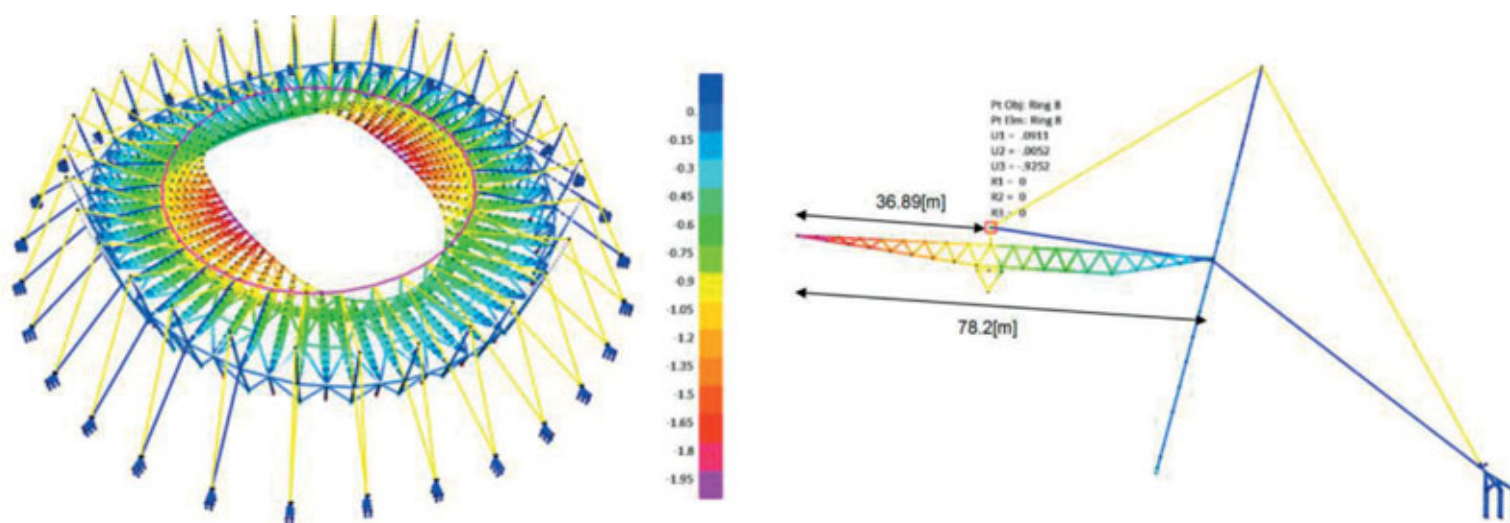 0.
-0.15
-0.3
-0.45
-0.6
-0.75
-0.9
-1.05
-1.2
-1.35
-1.5
-1.65
-1.8
-1.95
Pt Obj: Ring 8
Pt Elm: Ring 8
U1 = .0911
U2 = -.0052
U3 = -.9252
R1 = 0
R2 = 0
R3 = 0
36.89[m]
78.2[m]